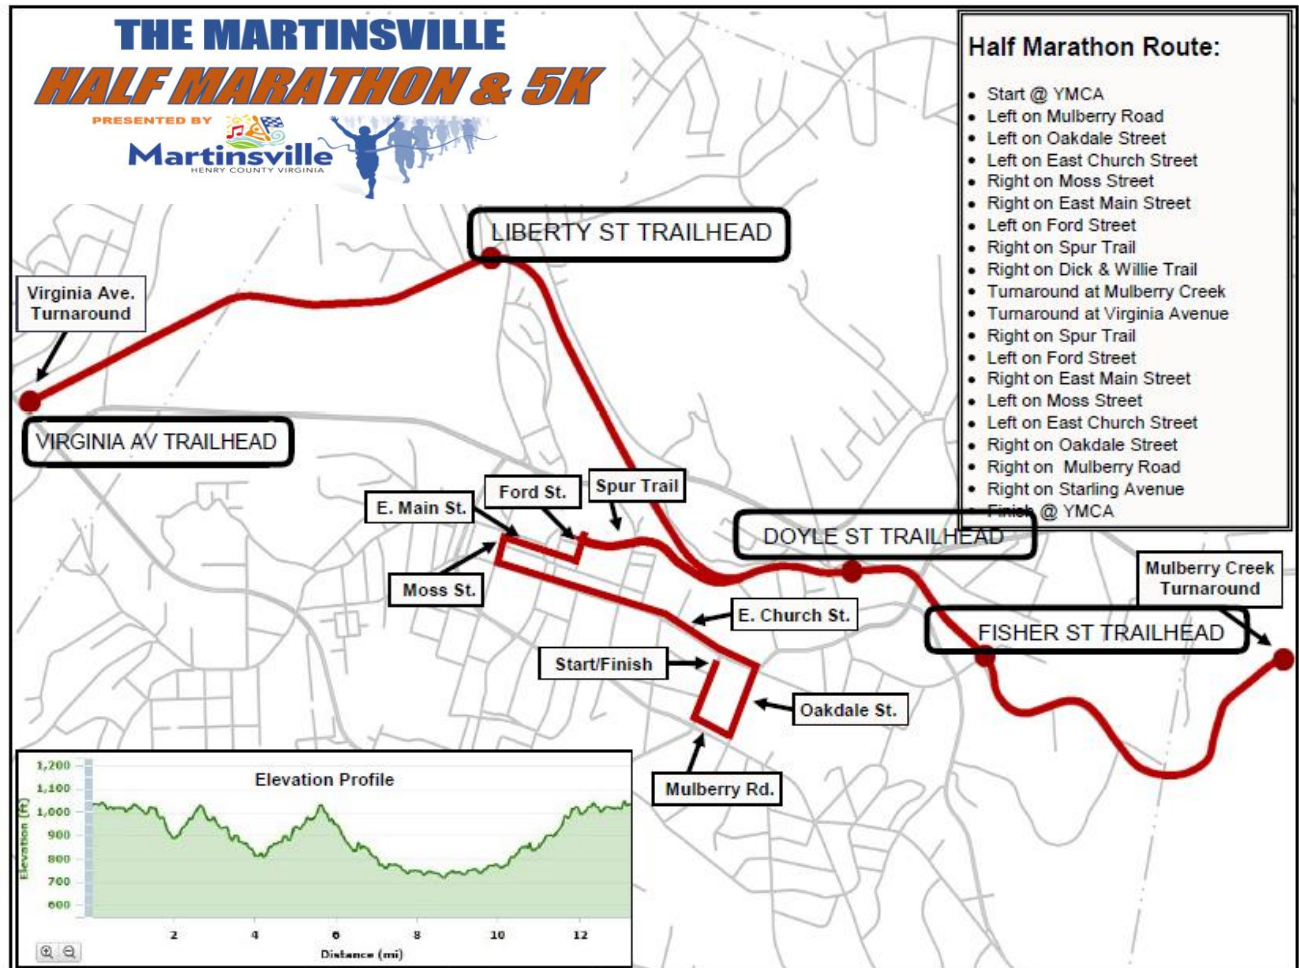 THE MARTINSVILLE
HALF MARATHON & 5K
PRESENTED BY
Martinsville
HENRY COUNTY VIRGINIA
Half Marathon Route:
• Start @ YMCA
• Left on Mulberry Road
• Left on Oakdale Street
• Left on East Church Street
• Right on Moss Street
• Right on East Main Street
• Left on Ford Street
• Right on Spur Trail
• Right on Dick & Willie Trail
• Turnaround at Mulberry Creek
• Turnaround at Virginia Avenue
• Right on Spur Trail
• Left on Ford Street
• Right on East Main Street
• Left on Moss Street
• Left on East Church Street
• Right on Oakdale Street
• Right on Mulberry Road
• Right on Starling Avenue
• Finish @ YMCA
LIBERTY ST TRAILHEAD
Virginia Ave.
Turnaround
VIRGINIA AV TRAILHEAD
E. Main St.
Ford St.
Spur Trail
Moss St.
DOYLE ST TRAILHEAD
Mulberry Creek
Turnaround
E. Church St.
FISHER ST TRAILHEAD
Start/Finish
Oakdale St.
Mulberry Rd.
Elevation Profile
Elevation (ft)
1,200
1,100
1,000
900
800
700
600
2 4 6 8 10 12
Distance (mi)